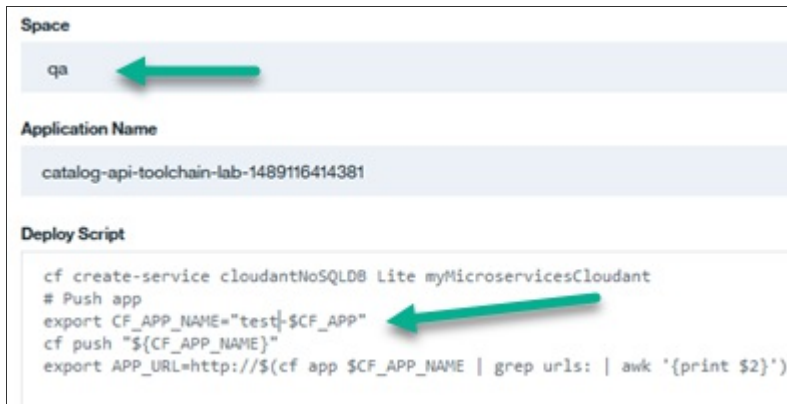 Space
qa
Application Name
catalog-api-toolchain-lab-1489116414381
Deploy Script
cf create-service cloudantNoSQLDB Lite myMicroservicesCloudant
# Push app
export CF_APP_NAME="test-$CF_APP"
cf push "${CF_APP_NAME}"
export APP_URL=http://$(cf app $CF_APP_NAME | grep urls: | awk '{print $2}')